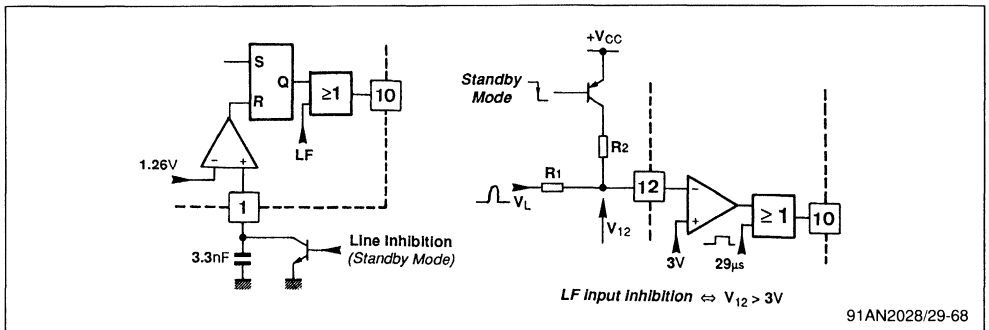 S
Q
R
≥1
10
LF
1.26V
–
+
1
3.3nF
Line Inhibition
(Standby Mode)
+VCC
Standby
Mode
R2
R1
VL
12
V12
–
+
3V
≥ 1
29µs
10
LF input inhibition ⇔ V12 > 3V
91AN2028/29-68